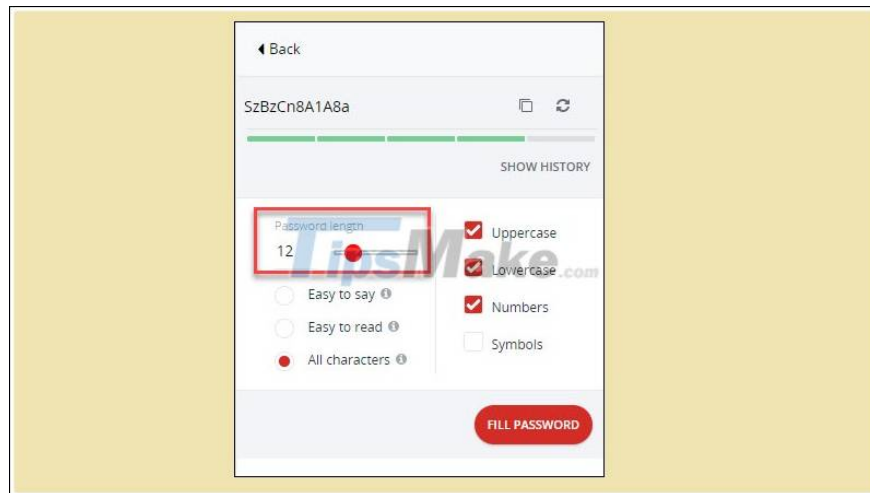 Back
SzBzCn8A1A8a
SHOW HISTORY
Password length
12
Easy to say
Easy to read
All characters
Uppercase
Lowercase
Numbers
Symbols
TipsMake.com
FILL PASSWORD